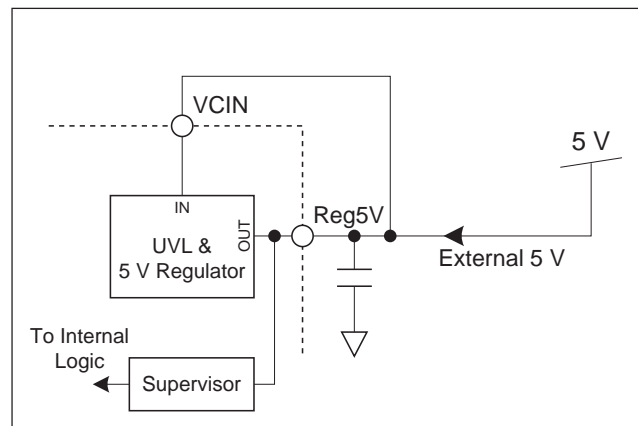 VCIN
5 V
IN
UVL &
5 V Regulator
OUT
Reg5V
External 5 V
To Internal
Logic
Supervisor